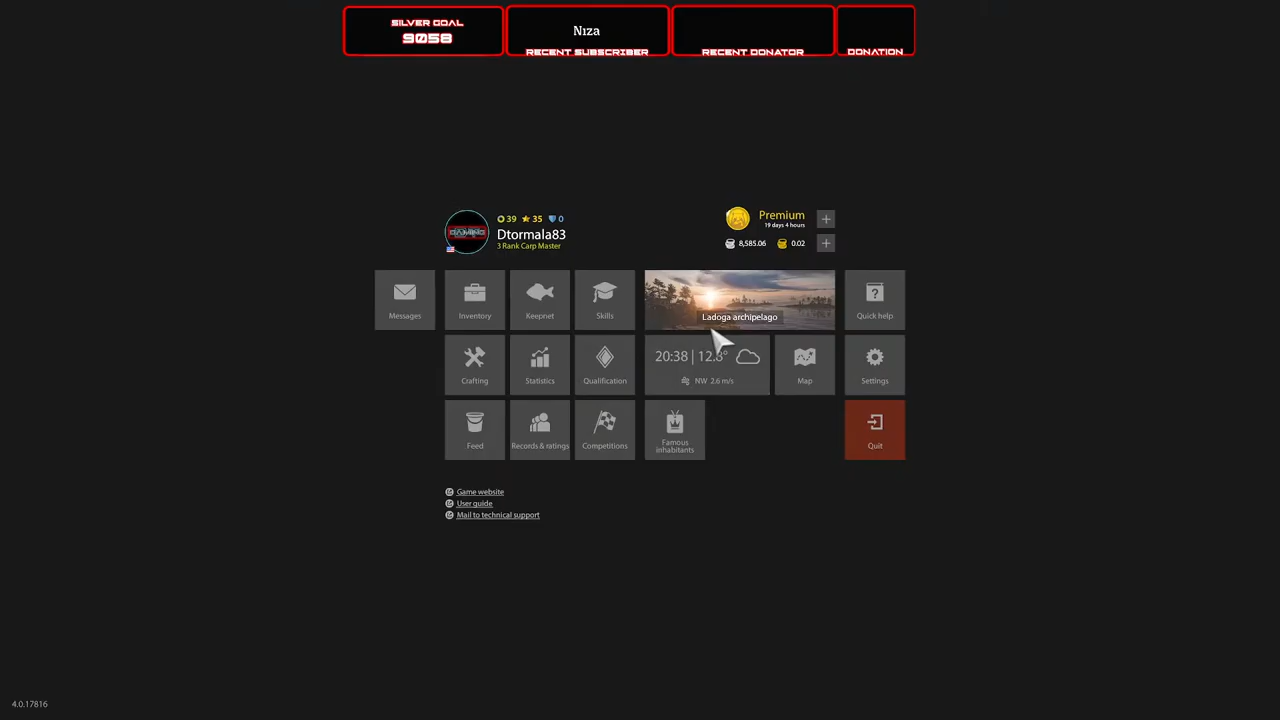 SILVER GOAL
9058
Niza
RECENT SUBSCRIBER
RECENT DONATOR
DONATION
39 35 0
Dtormala83
3 Rank Carp Master
Premium
19 days 4 hours
8,585.06 0.02
Messages
Inventory
Keepnet
Skills
Ladoga archipelago
Quick help
Crafting
Statistics
Qualification
20:38 | 12.8°
NW 2.6 m/s
Map
Settings
Feed
Records & ratings
Competitions
Famous
inhabitants
Quit
Game website
User guide
Mail to technical support
4.0.17816